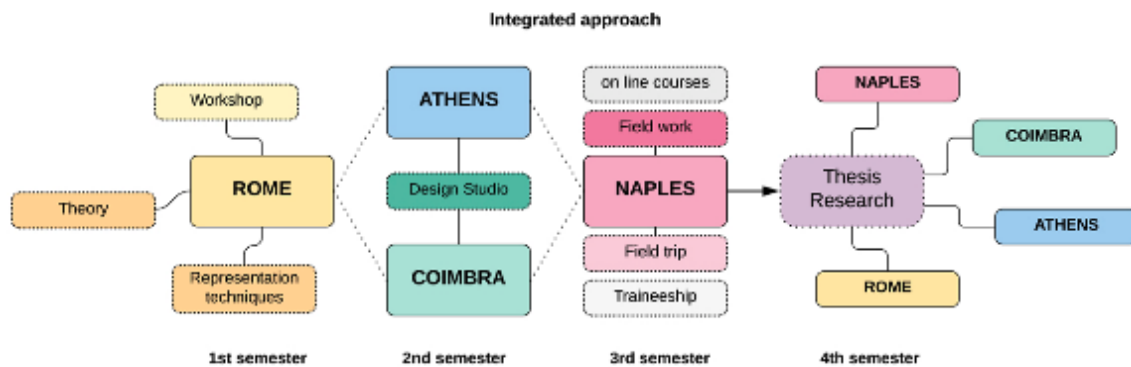 Integrated approach
Workshop
ROME
Theory
Representation
techniques
1st semester
ATHENS
Design Studio
COIMBRA
2nd semester
on line courses
Field work
NAPLES
Field trip
Traineeship
3rd semester
NAPLES
COIMBRA
Thesis
Research
ATHENS
ROME
4th semester